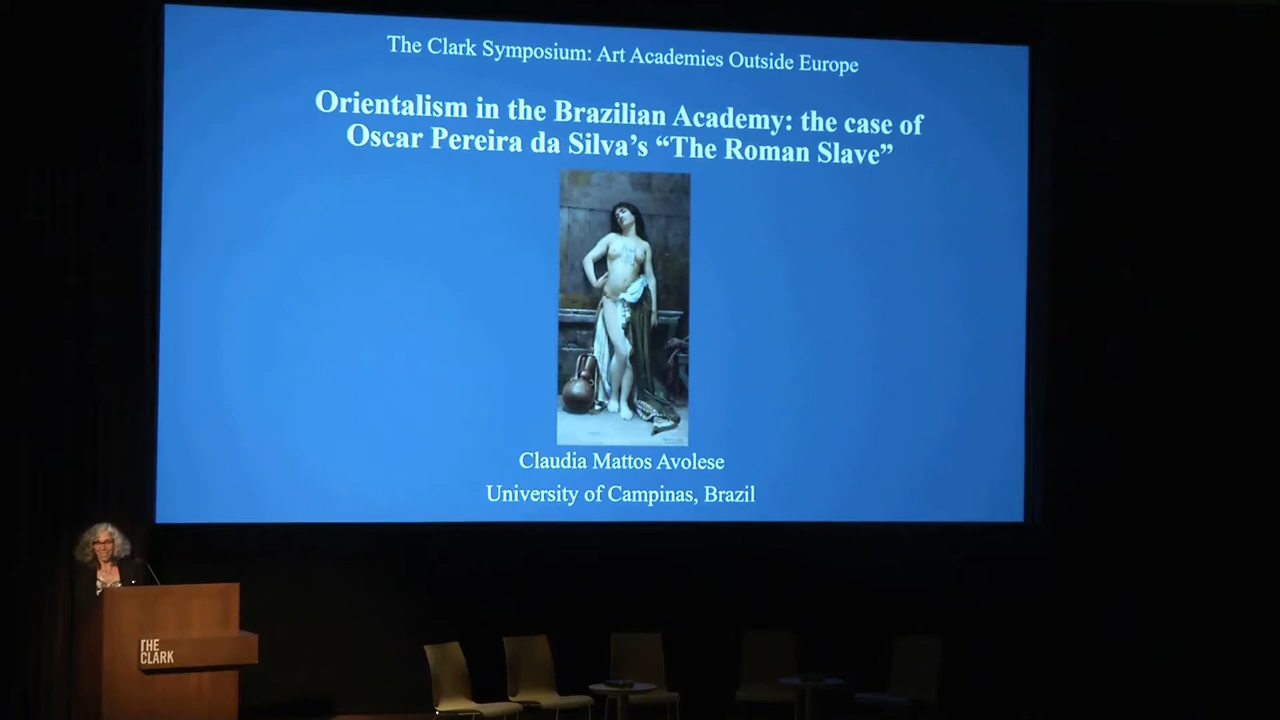 The Clark Symposium: Art Academies Outside Europe
Orientalism in the Brazilian Academy: the case of
Oscar Pereira da Silva’s “The Roman Slave”
Claudia Mattos Avolese
University of Campinas, Brazil
THE
CLARK